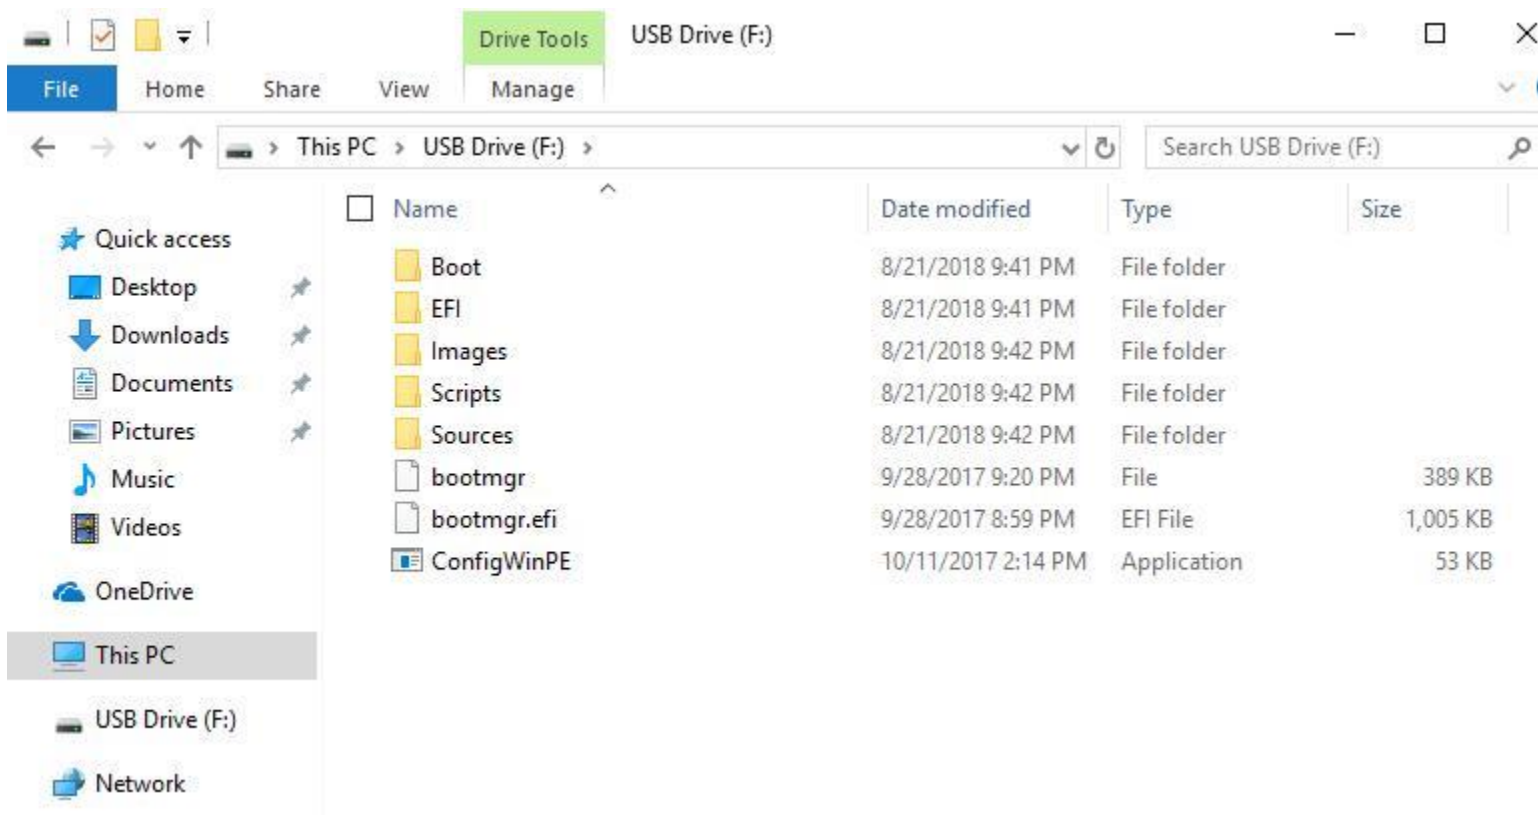 Drive Tools USB Drive (F:)
File Home Share View Manage
This PC USB Drive (F:) Search USB Drive (F:)
Quick access
Desktop
Downloads
Documents
Pictures
Music
Videos
OneDrive
This PC
USB Drive (F:)
Network
Name Date modified Type Size
Boot 8/21/2018 9:41 PM File folder
EFI 8/21/2018 9:41 PM File folder
Images 8/21/2018 9:42 PM File folder
Scripts 8/21/2018 9:42 PM File folder
Sources 8/21/2018 9:42 PM File folder
bootmgr 9/28/2017 9:20 PM File 389 KB
bootmgr.efi 9/28/2017 8:59 PM EFI File 1,005 KB
ConfigWinPE 10/11/2017 2:14 PM Application 53 KB